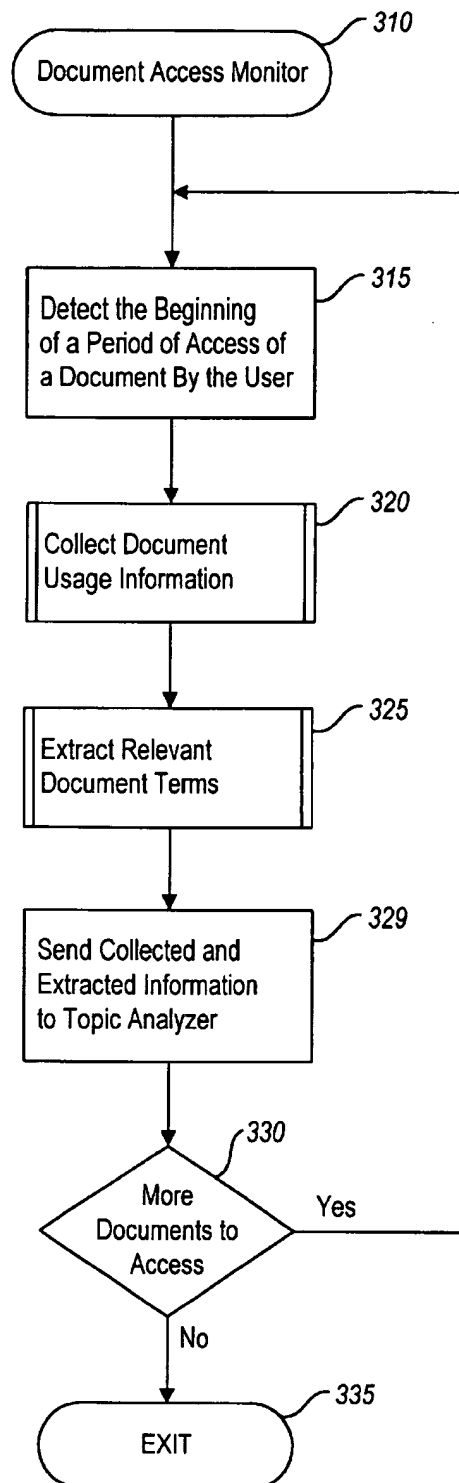 310
Document Access Monitor
315
Detect the Beginning
of a Period of Access of
a Document By the User
320
Collect Document
Usage Information
325
Extract Relevant
Document Terms
329
Send Collected and
Extracted Information
to Topic Analyzer
330
More
Documents to
Access
Yes
No
335
EXIT